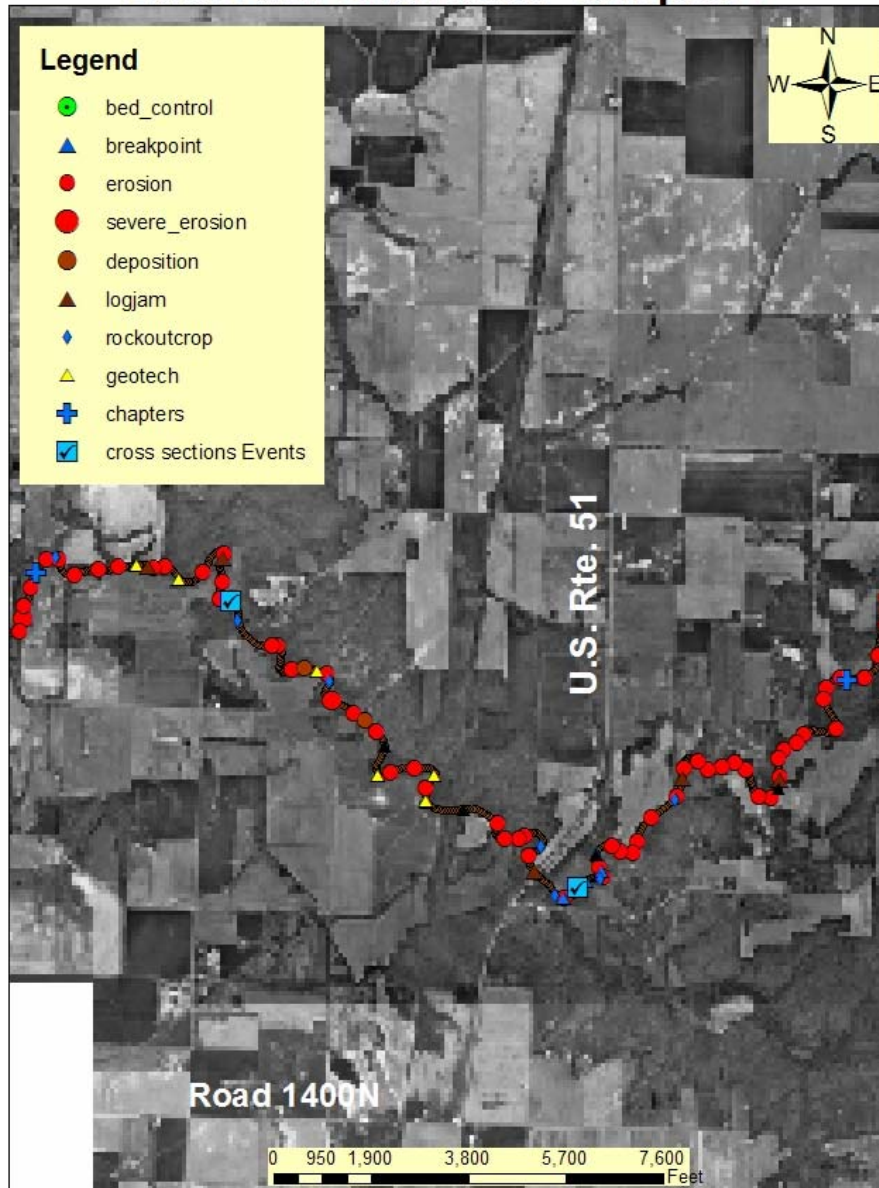 Legend
bed_control
breakpoint
erosion
severe_erosion
deposition
logjam
rockoutcrop
geotech
chapters
cross sections Events
N
W E
S
U.S. Rte. 51
Road 1400N
0 950 1,900 3,800 5,700 7,600
Feet